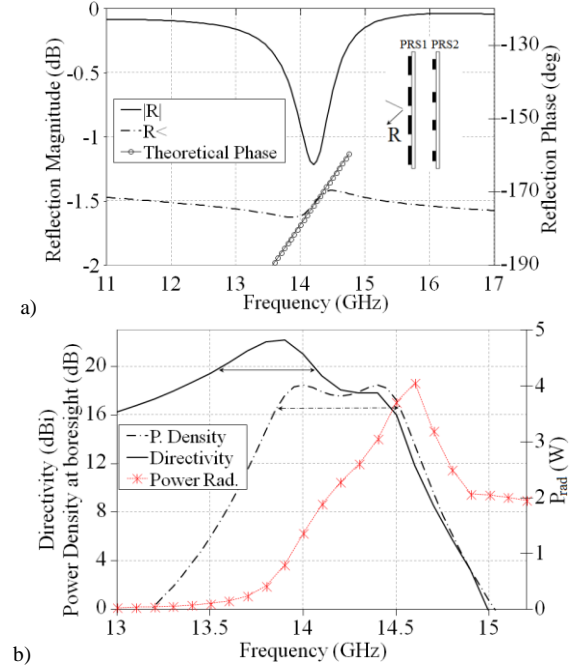 0
-0.5
-1
-1.5
-2
Reflection Magnitude (dB)
PRS1 PRS2
R
|R|
R<
Theoretical Phase
-130
-150
-170
-190
Reflection Phase (deg)
11 12 13 14 15 16 17
Frequency (GHz)
a)
20
16
12
8
4
0
Directivity (dBi)
Power Density at boresight (dB)
P. Density
Directivity
Power Rad.
5
4
3
2
1
0
Prad (W)
13 13.5 14 14.5 15
Frequency (GHz)
b)